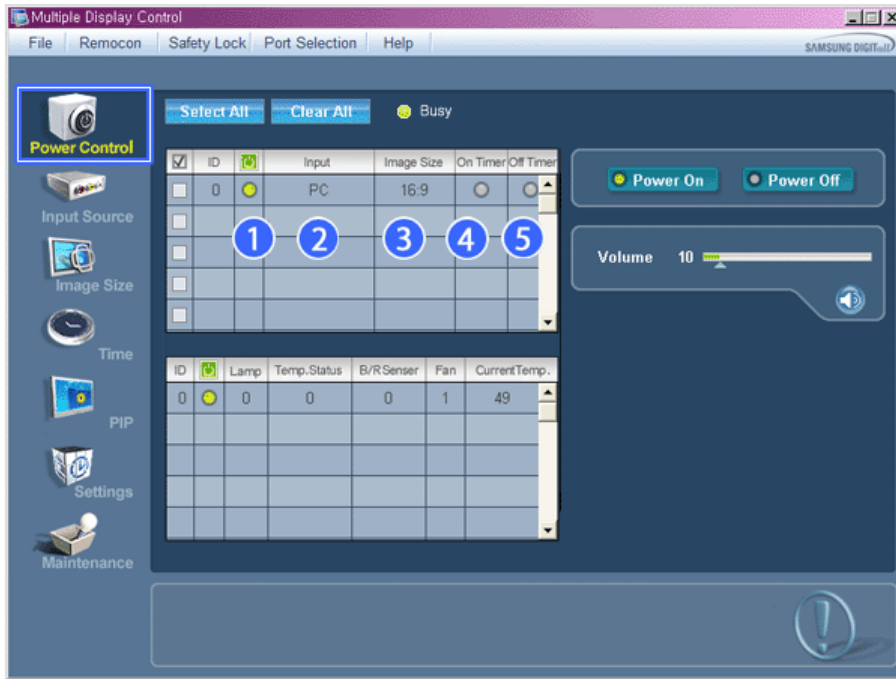 Multiple Display Control
File Remocon Safety Lock Port Selection Help
SAMSUNG DIGITall
Power Control
Input Source
Image Size
Time
PIP
Settings
Maintenance
Select All Clear All Busy
ID Input Image Size On Timer Off Timer
0 PC 16:9
1 2 3 4 5
ID Lamp Temp.Status B/RSenser Fan CurrentTemp.
0 0 0 0 1 49
Power On Power Off
Volume 10